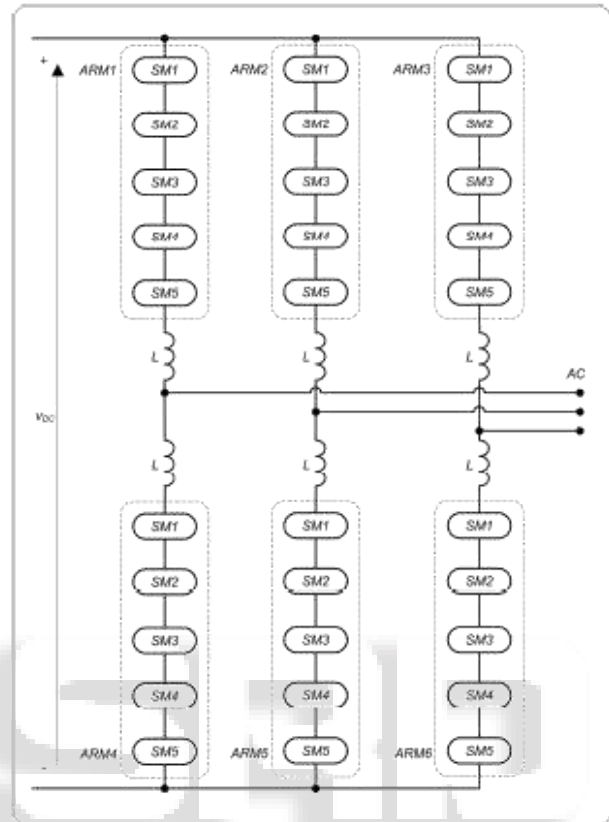 + ARM1 SM1 ARM2 SM1 ARM3 SM1
SM2 SM2 SM2
SM3 SM3 SM3
SM4 SM4 SM4
SM5 SM5 SM5
L L L
AC
VDC
L L L
SM1 SM1 SM1
SM2 SM2 SM2
SM3 SM3 SM3
SM4 SM4 SM4
- ARM4 SM5 ARM5 SM5 ARM6 SM5